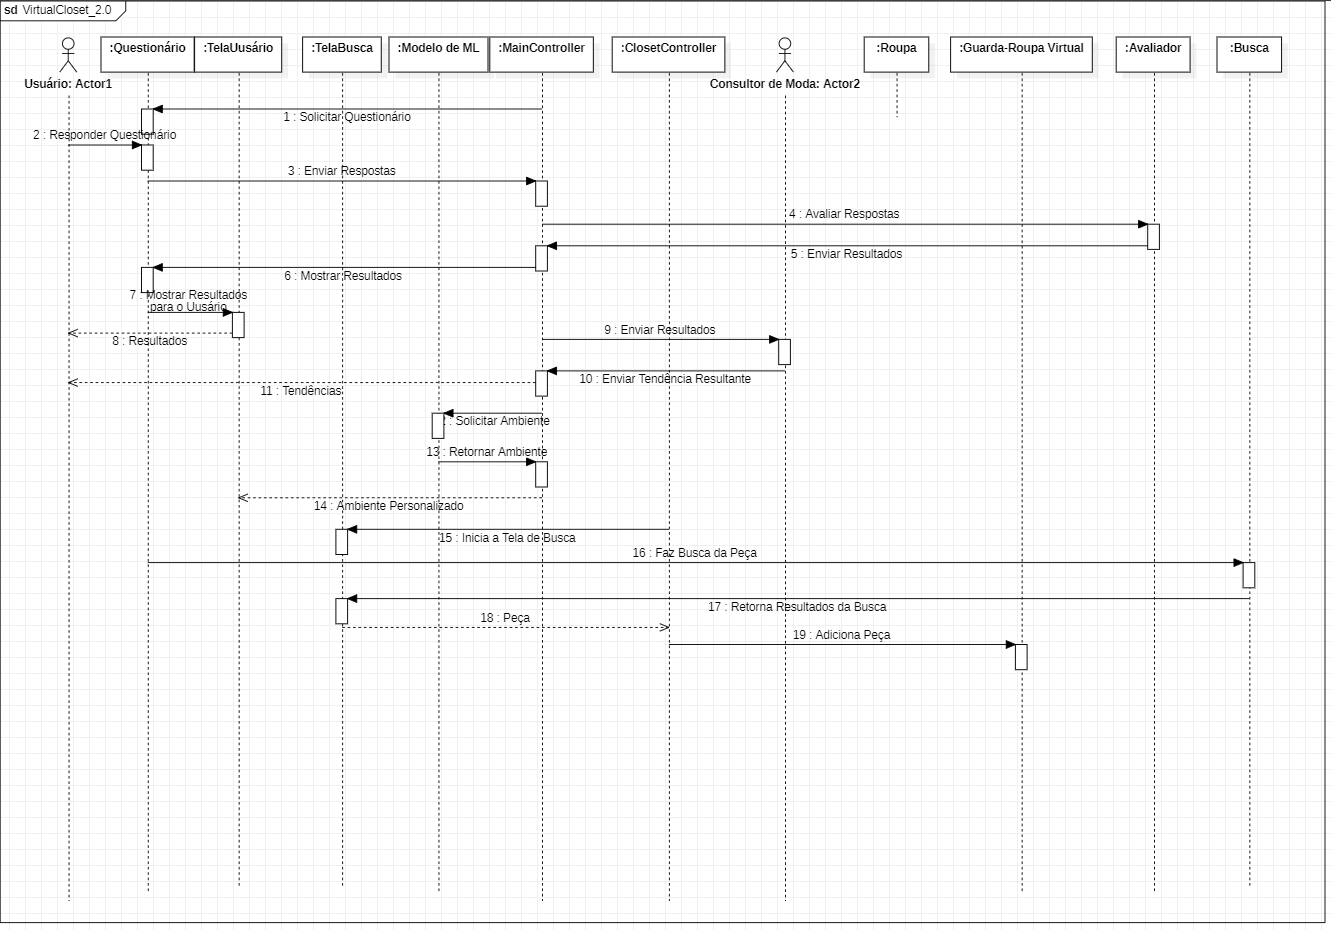 sd VirtualCloset_2.0
:Questionário
:TelaUusário
:TelaBusca
:Modelo de ML
:MainController
:ClosetController
:Roupa
:Guarda-Roupa Virtual
:Avaliador
:Busca
Usuário: Actor1
Consultor de Moda: Actor2
1 : Solicitar Questionário
2 : Responder Questionário
3 : Enviar Respostas
4 : Avaliar Respostas
5 : Enviar Resultados
6 : Mostrar Resultados
7 : Mostrar Resultados
para o Uusário
8 : Resultados
9 : Enviar Resultados
10 : Enviar Tendência Resultante
11 : Tendências
: Solicitar Ambiente
13 : Retornar Ambiente
14 : Ambiente Personalizado
15 : Inicia a Tela de Busca
16 : Faz Busca da Peça
17 : Retorna Resultados da Busca
18 : Peça
19 : Adiciona Peça